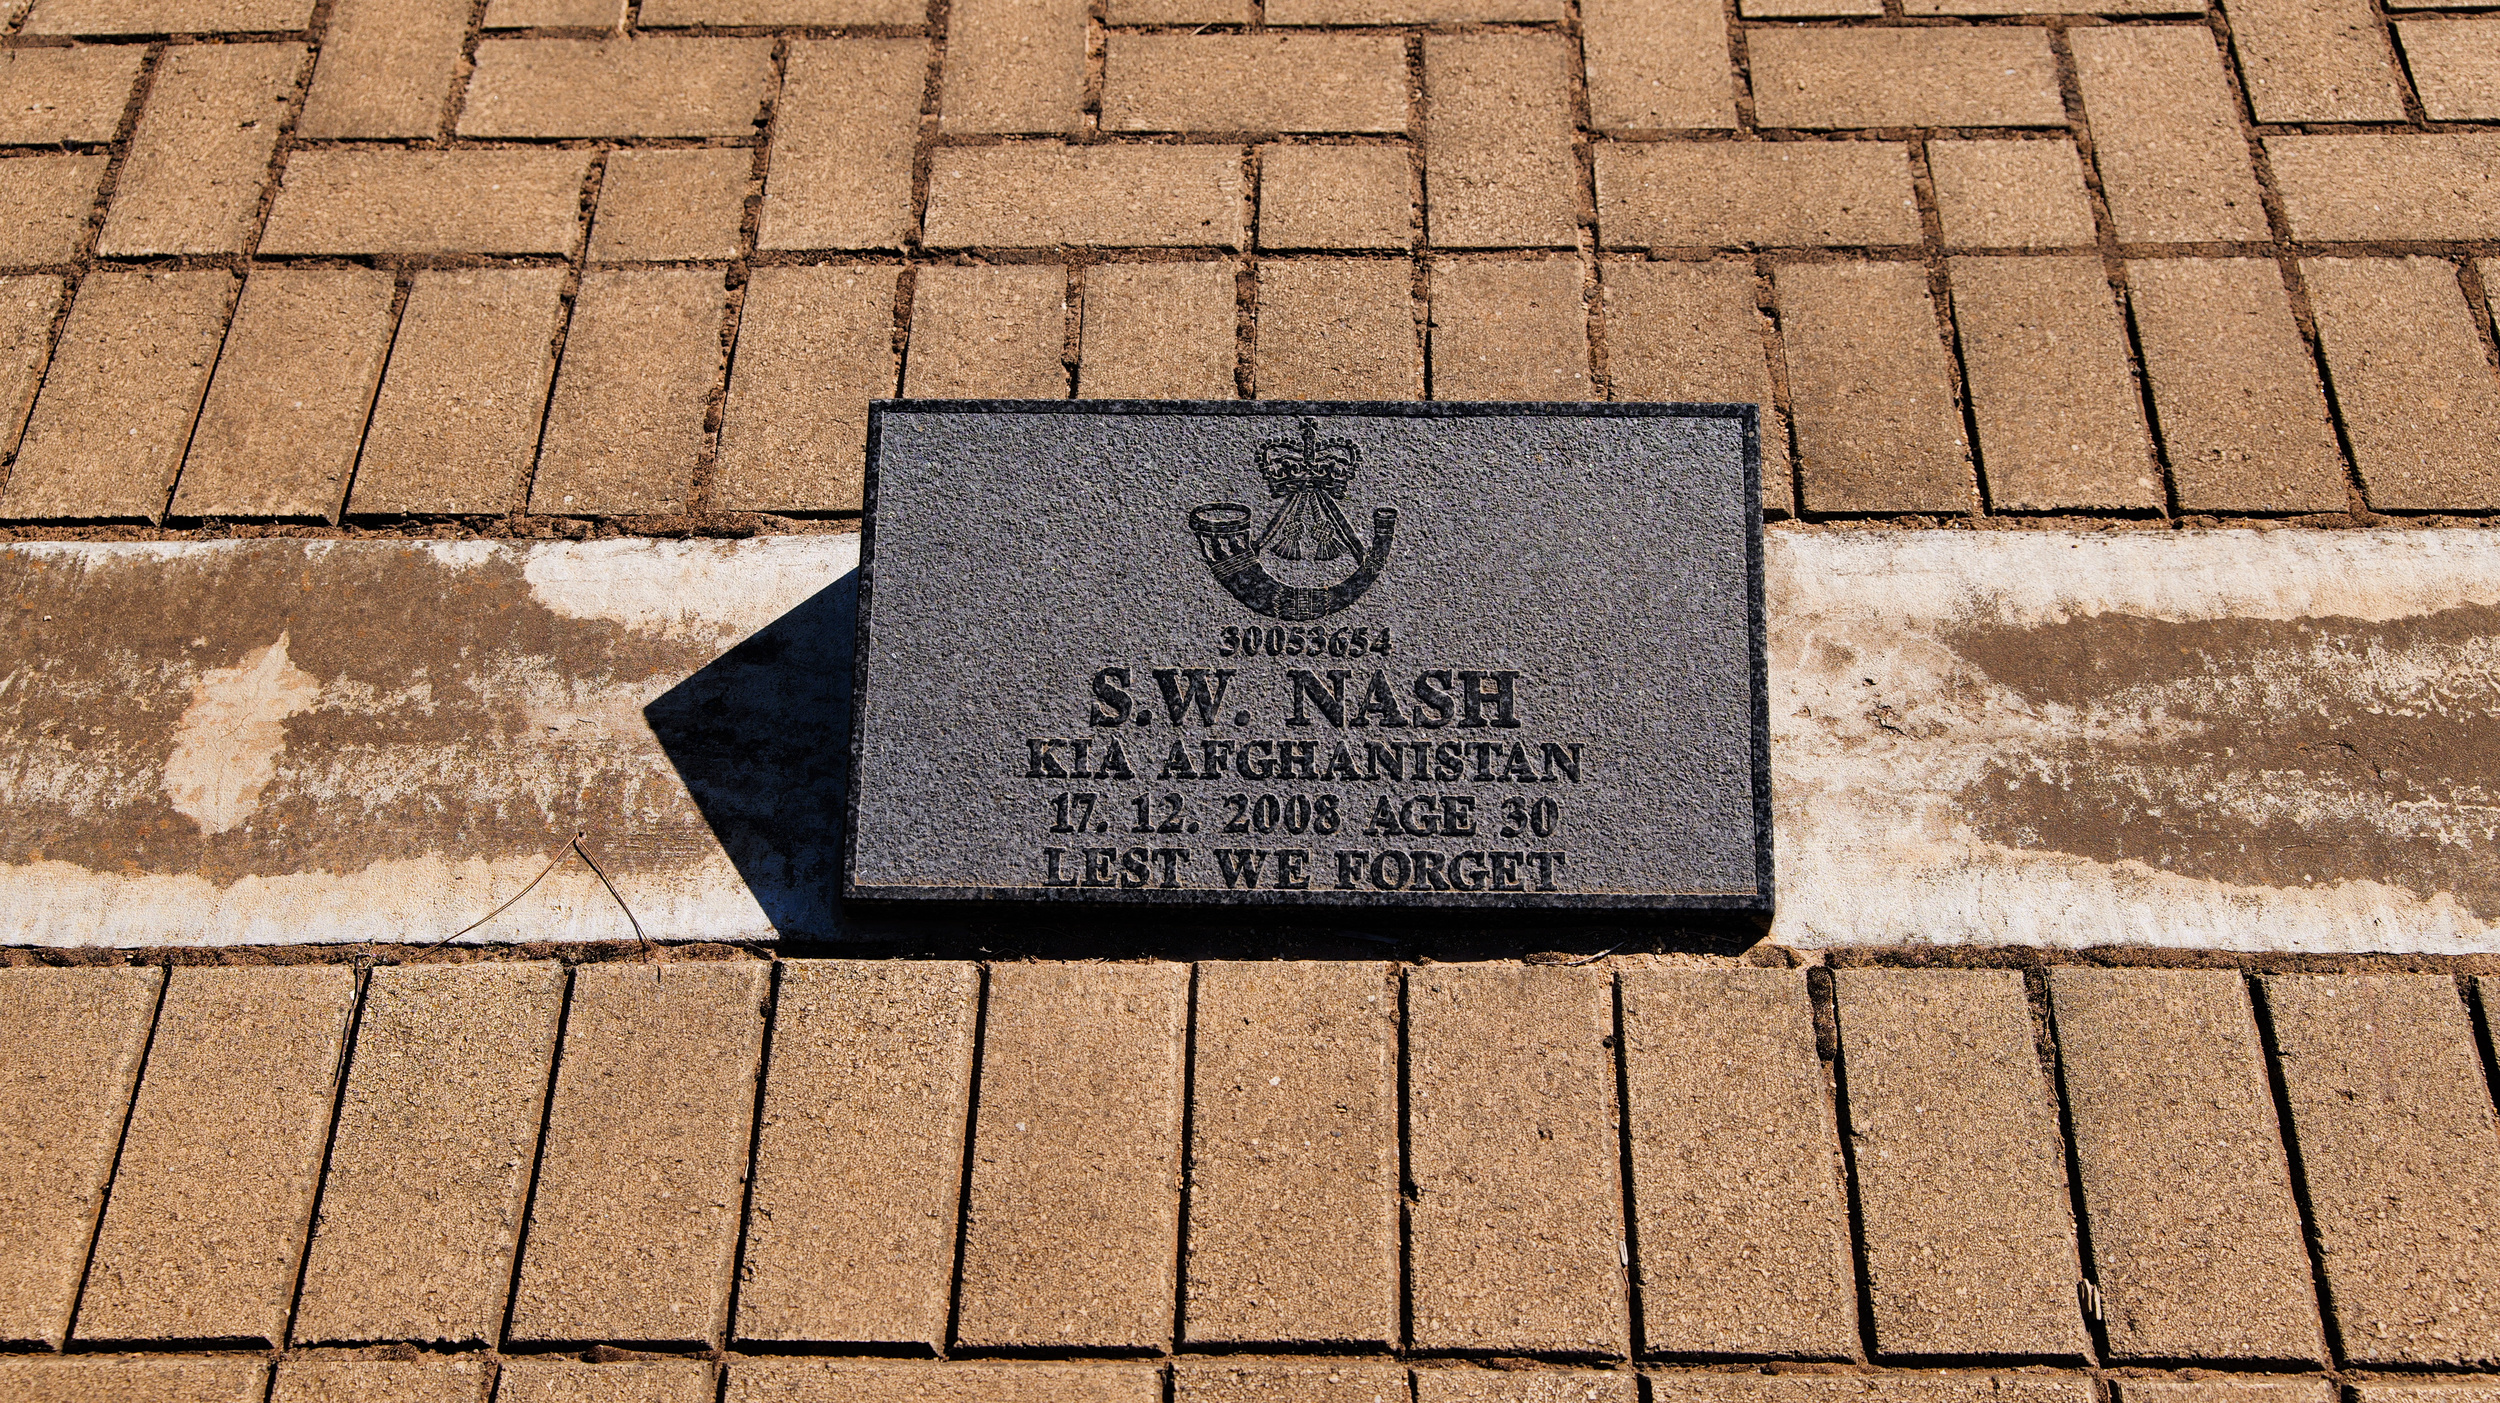 30053654
S.W. NASH
KIA AFGHANISTAN
17. 12. 2008 AGE 30
LEST WE FORGET